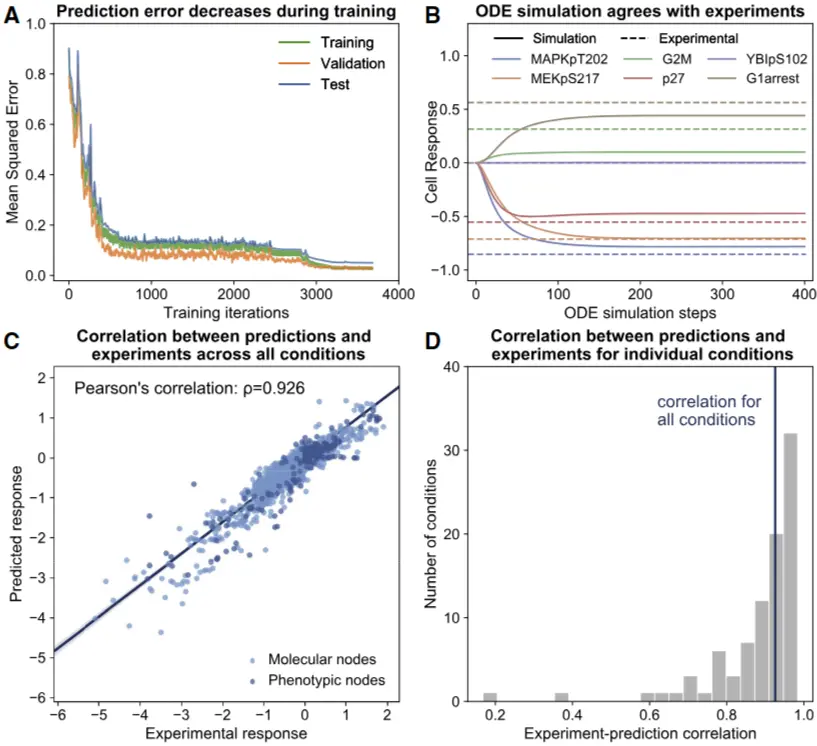 A
Prediction error decreases during training
1.0
0.8
0.6
0.4
0.2
0.0
Mean Squared Error
Training
Validation
Test
0
1000
2000
3000
4000
Training iterations
B
ODE simulation agrees with experiments
1.0
0.5
0.0
−0.5
−1.0
Cell Response
Simulation
Experimental
MAPKpT202
G2M
YBIpS102
MEKpS217
p27
G1arrest
0
100
200
300
400
ODE simulation steps
C
Correlation between predictions and
experiments across all conditions
Pearson's correlation: ρ=0.926
2
1
0
−1
−2
−3
−4
−5
−6
Predicted response
Molecular nodes
Phenotypic nodes
−6
−5
−4
−3
−2
−1
0
1
2
Experimental response
D
Correlation between predictions and
experiments for individual conditions
40
30
20
10
0
Number of conditions
correlation for
all conditions
0.2
0.4
0.6
0.8
1.0
Experiment-prediction correlation